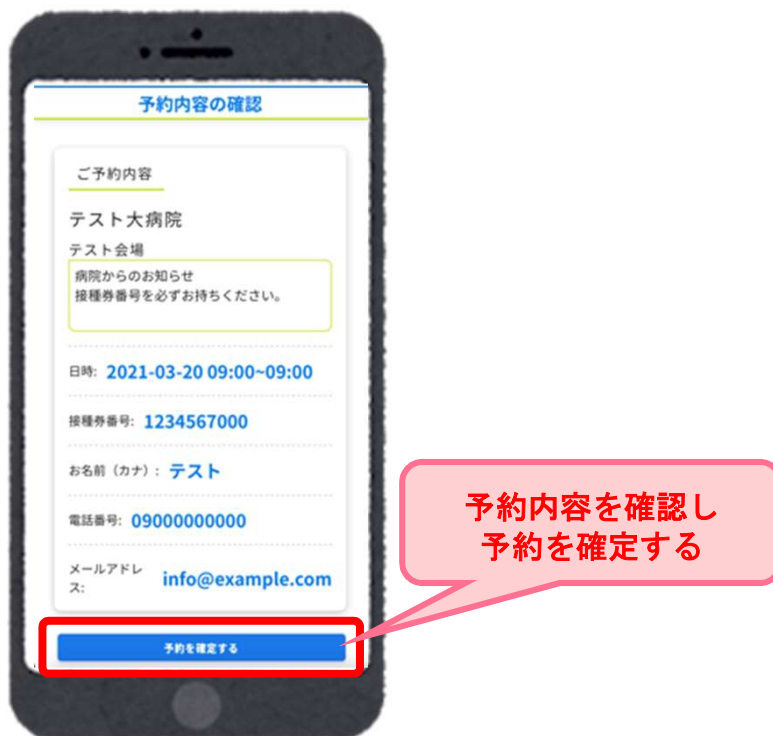 予約内容の確認
ご予約内容
テスト大病院
テスト会場
病院からのお知らせ
接種券番号を必ずお持ちください。
日時: 2021-03-20 09:00~09:00
接種券番号: 1234567000
お名前（カナ）: テスト
電話番号: 09000000000
メールアドレ
ス: info@example.com
予約を確定する
予約内容を確認し
予約を確定する